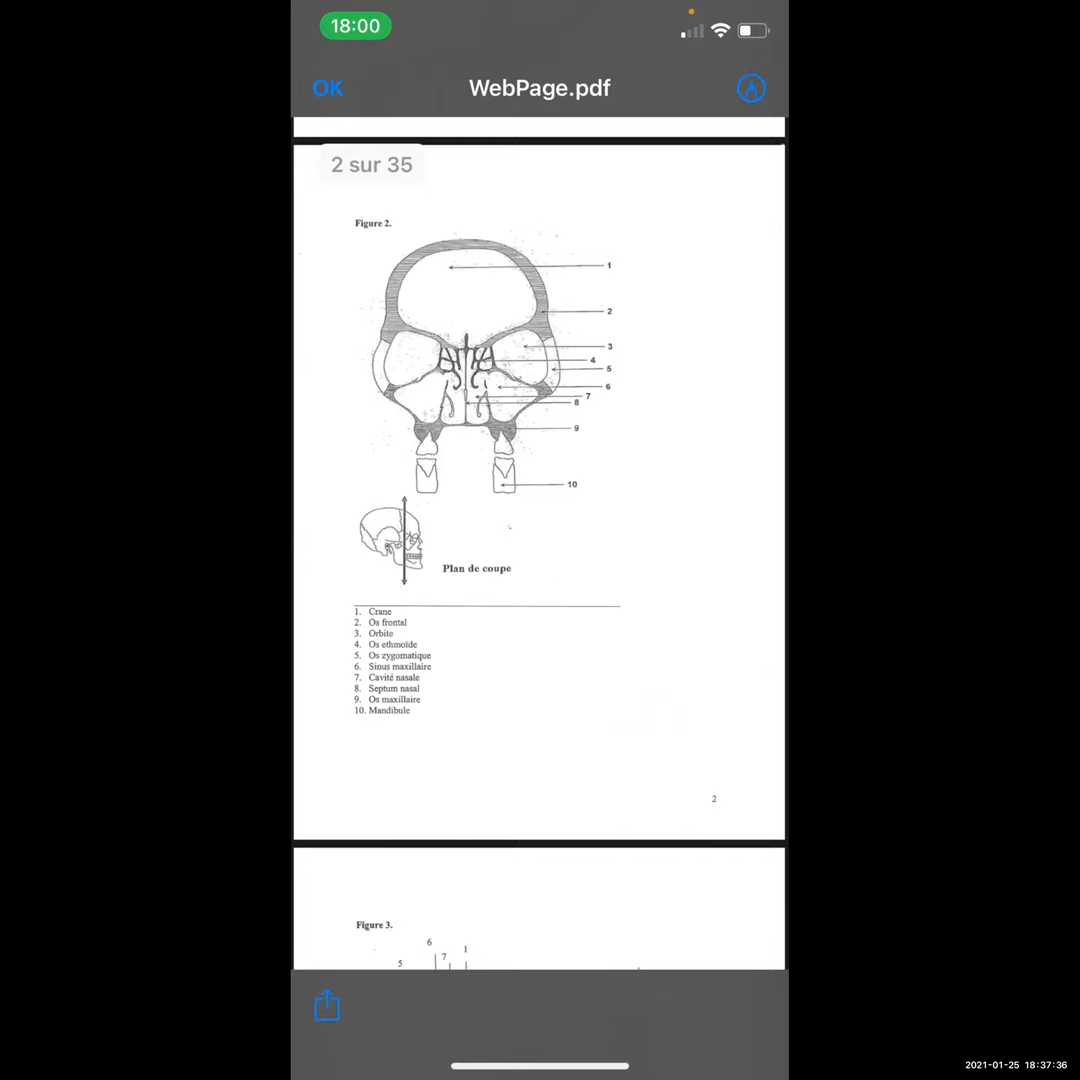 18:00
OK
WebPage.pdf
2 sur 35
Figure 2.
1
2
3
4
5
6
7
8
9
10
Plan de coupe
1. Crane
2. Os frontal
3. Orbite
4. Os ethmoïde
5. Os zygomatique
6. Sinus maxillaire
7. Cavité nasale
8. Septum nasal
9. Os maxillaire
10. Mandibule
2
Figure 3.
6
1
7
5
2021-01-25 18:37:36